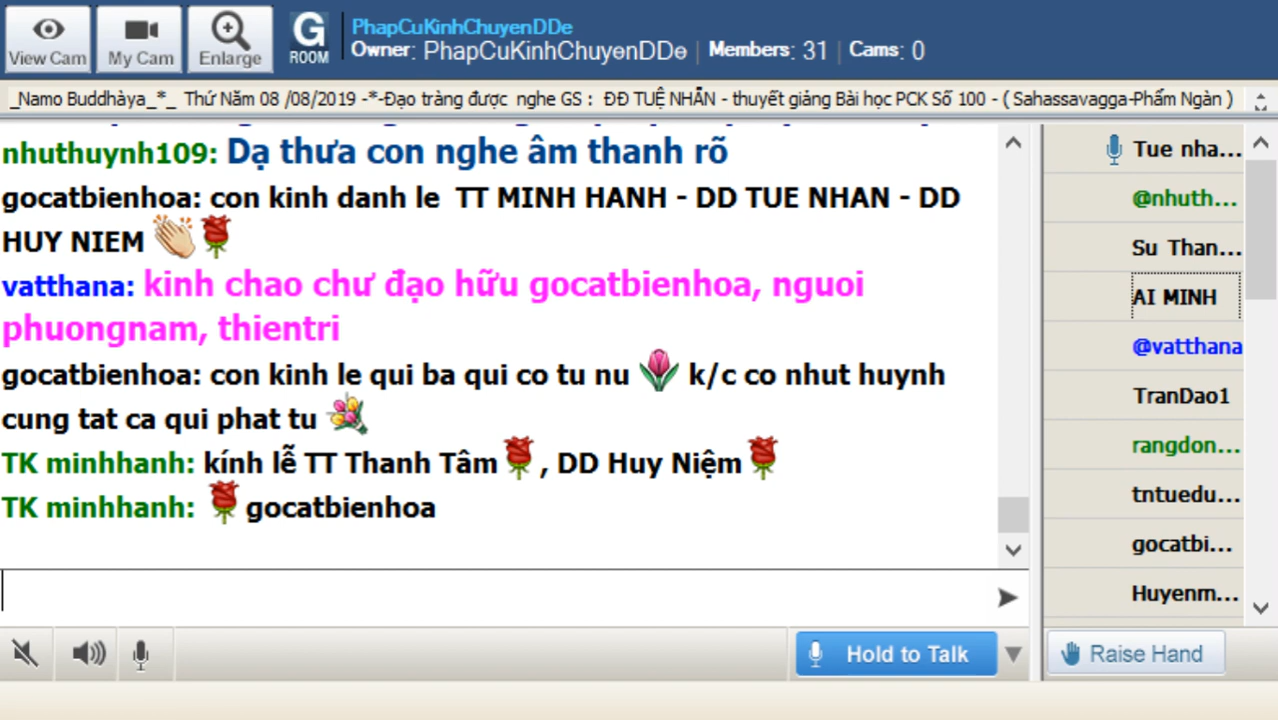 PhapCuKinhChuyenDDe
View Cam My Cam Enlarge G ROOM Owner: PhapCuKinhChuyenDDe | Members: 31 | Cams: 0
_Namo Buddhàya_*_ Thứ Năm 08 /08/2019 -*-Đạo tràng được nghe GS : ĐĐ TUỆ NHẪN - thuyết giảng Bài học PCK Số 100 - ( Sahassavagga-Phẩm Ngàn )
nhuthuynh109: Dạ thưa con nghe âm thanh rõ
gocatbienhoa: con kinh danh le TT MINH HANH - DD TUE NHAN - DD
HUY NIEM
vatthana: kinh chao chư đạo hữu gocatbienhoa, nguoi
phuongnam, thientri
gocatbienhoa: con kinh le qui ba qui co tu nu k/c co nhut huynh
cung tat ca qui phat tu
TK minhhanh: kính lễ TT Thanh Tâm , DD Huy Niệm
TK minhhanh: gocatbienhoa
Tue nha...
@nhuth...
Su Than...
AI MINH
@vatthana
TranDao1
rangdon...
tntuedu...
gocatbi...
Huyenm...
Hold to Talk
Raise Hand